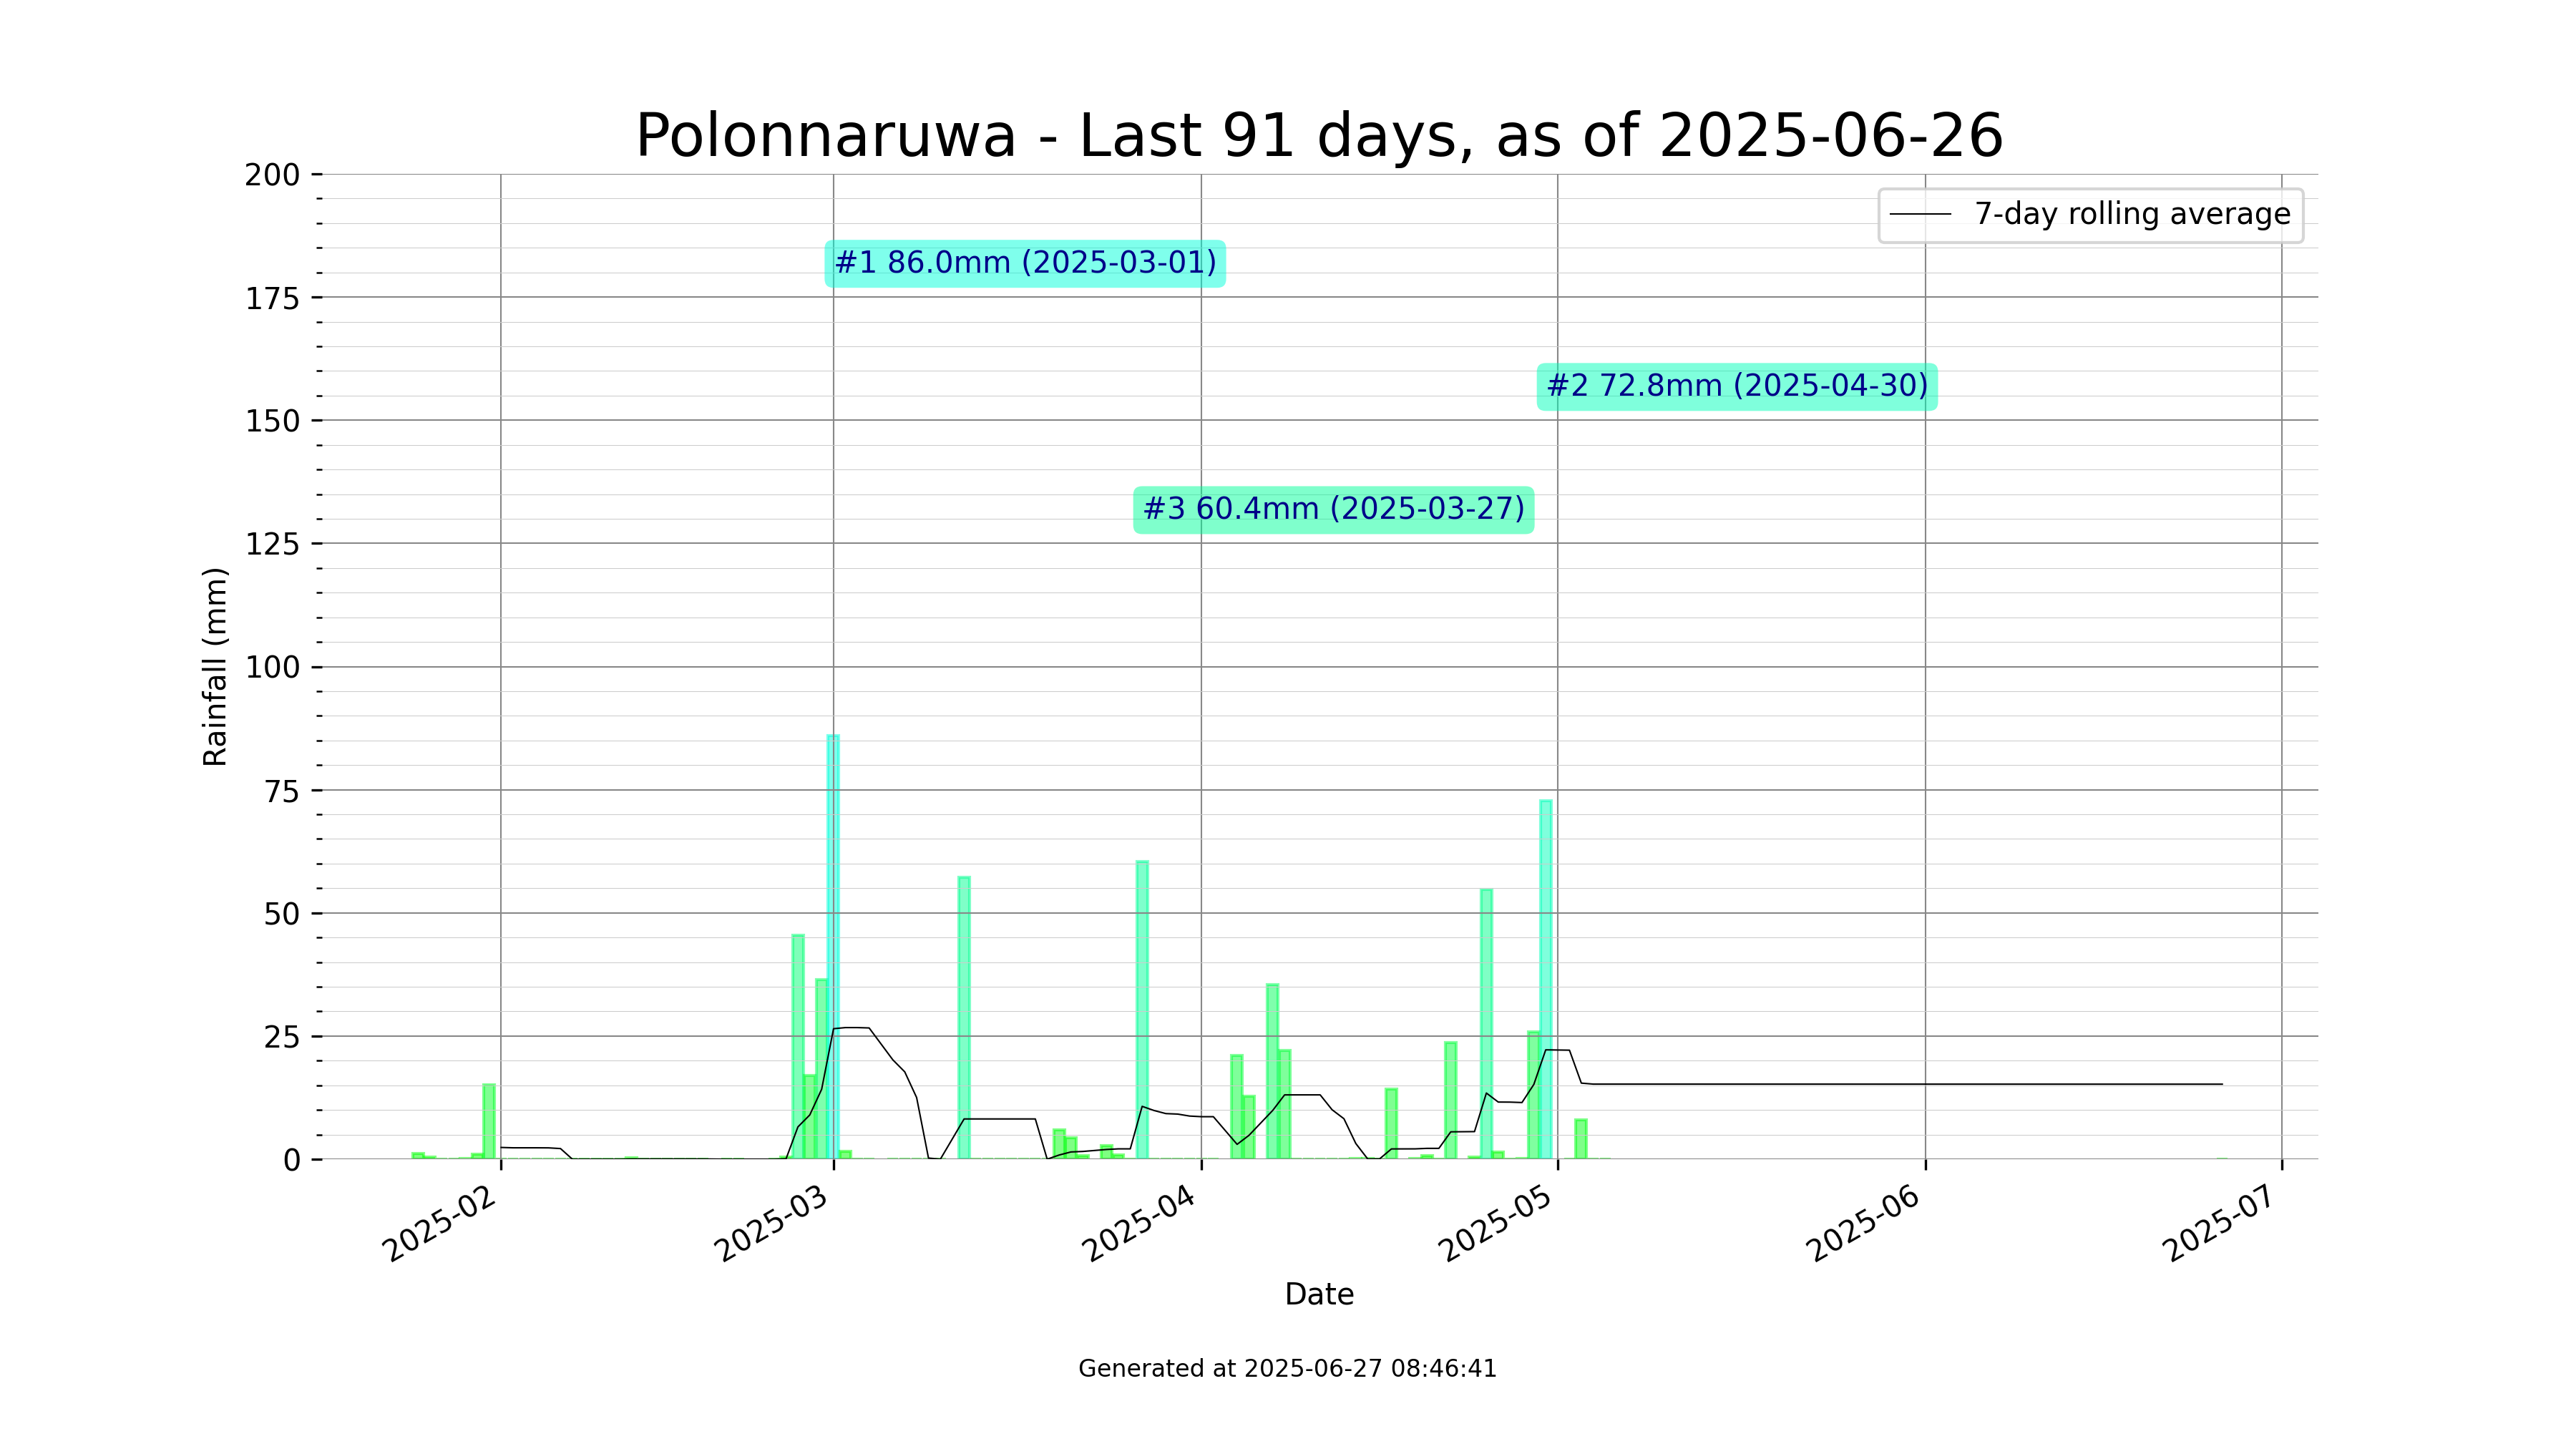 Polonnaruwa - Last 91 days, as of 2025-06-26
200
175
150
125
100
75
50
25
0
Rainfall (mm)
7-day rolling average
#1 86.0mm (2025-03-01)
#2 72.8mm (2025-04-30)
#3 60.4mm (2025-03-27)
2025-02
2025-03
2025-04
2025-05
2025-06
2025-07
Date
Generated at 2025-06-27 08:46:41